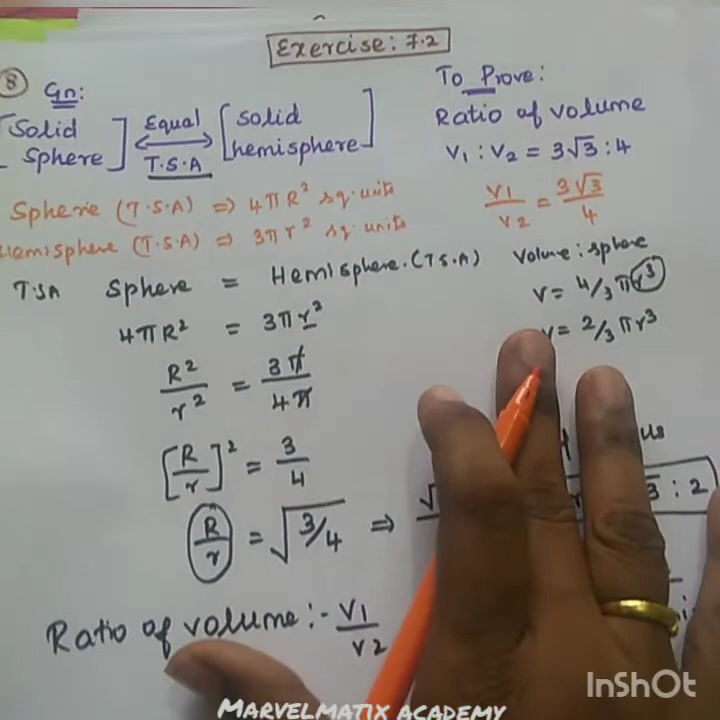 Exercise: 7.2
8 Gn:
[Solid Sphere] Equal T.S.A [Solid hemisphere]
To Prove:
Ratio of volume
V1 : V2 = 3√3 : 4
V1/V2 = 3√3/4
Sphere (T.S.A) ⇒ 4πR² sq. units
Hemisphere (T.S.A) ⇒ 3πr² sq. units
T.SA Sphere = Hemisphere.(T.S.A)
4πR² = 3πr²
R²/r² = 3π/4π
[R/r]² = 3/4
R/r = √3/4 ⇒
Volume: sphere
V = 4/3 πr³
V = 2/3 πr³
3 : 2
Ratio of volume :- V1/V2
InShOt
MARVELMATIX ACADEMY